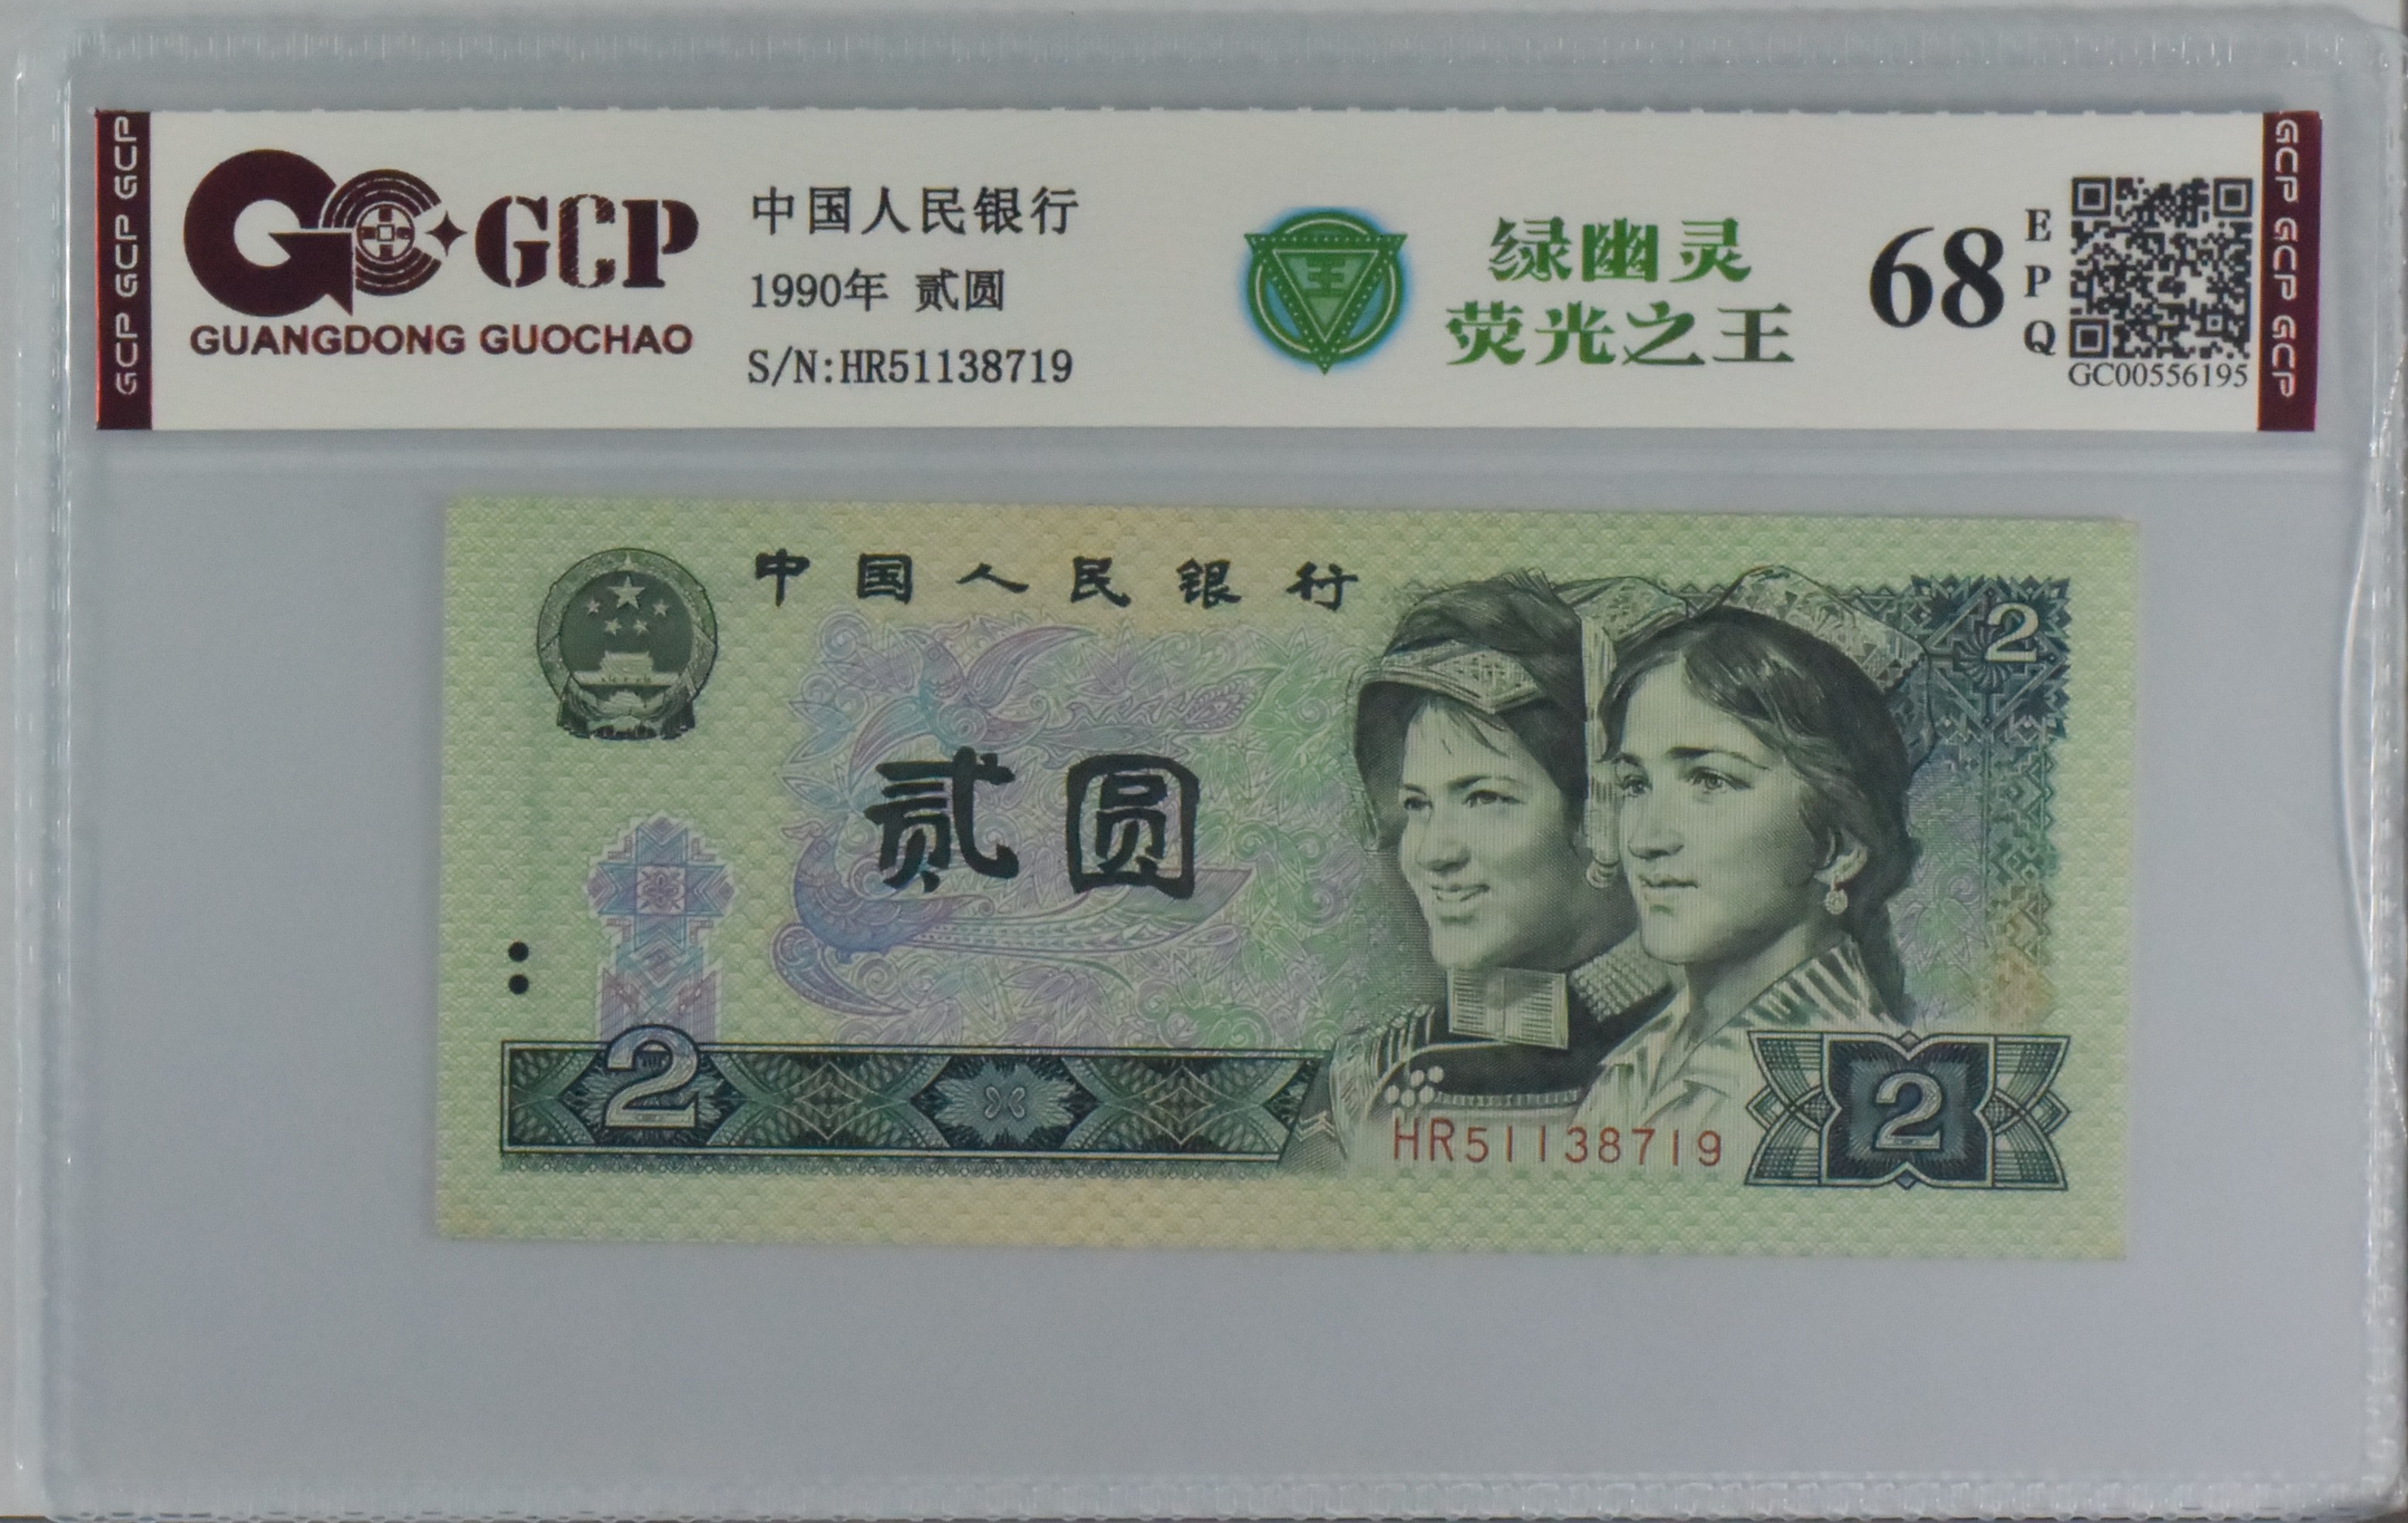 GCP GCP GCP
GCP
GUANGDONG GUOCHAO
中国人民银行
1990年 贰圆
S/N:HR51138719
王
绿幽灵
荧光之王
68
E
P
Q
GC00556195
GCP GCP GCP
中国人民银行
贰圆
2
2
HR51138719
2